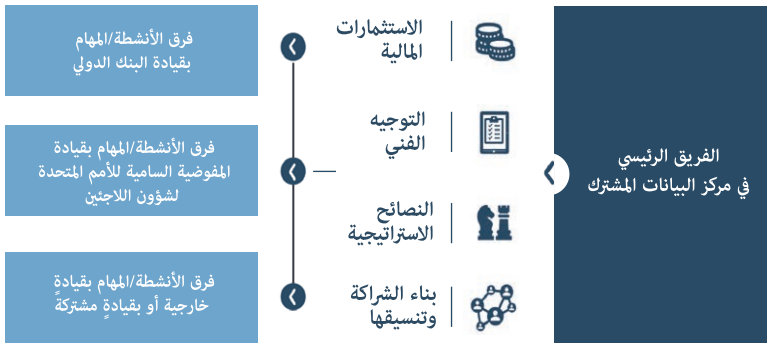 الفريق الرئيسي
في مركز البيانات المشترك
الاستثمارات
المالية
التوجيه
الفني
النصائح
الاستراتيجية
بناء الشراكة
وتنسيقها
فرق الأنشطة/المهام
بقيادة البنك الدولي
فرق الأنشطة/المهام بقيادة
المفوضية السامية للأمم المتحدة
لشؤون اللاجئين
فرق الأنشطة/المهام بقيادةٍ
خارجية أو بقيادةٍ مشتركةً